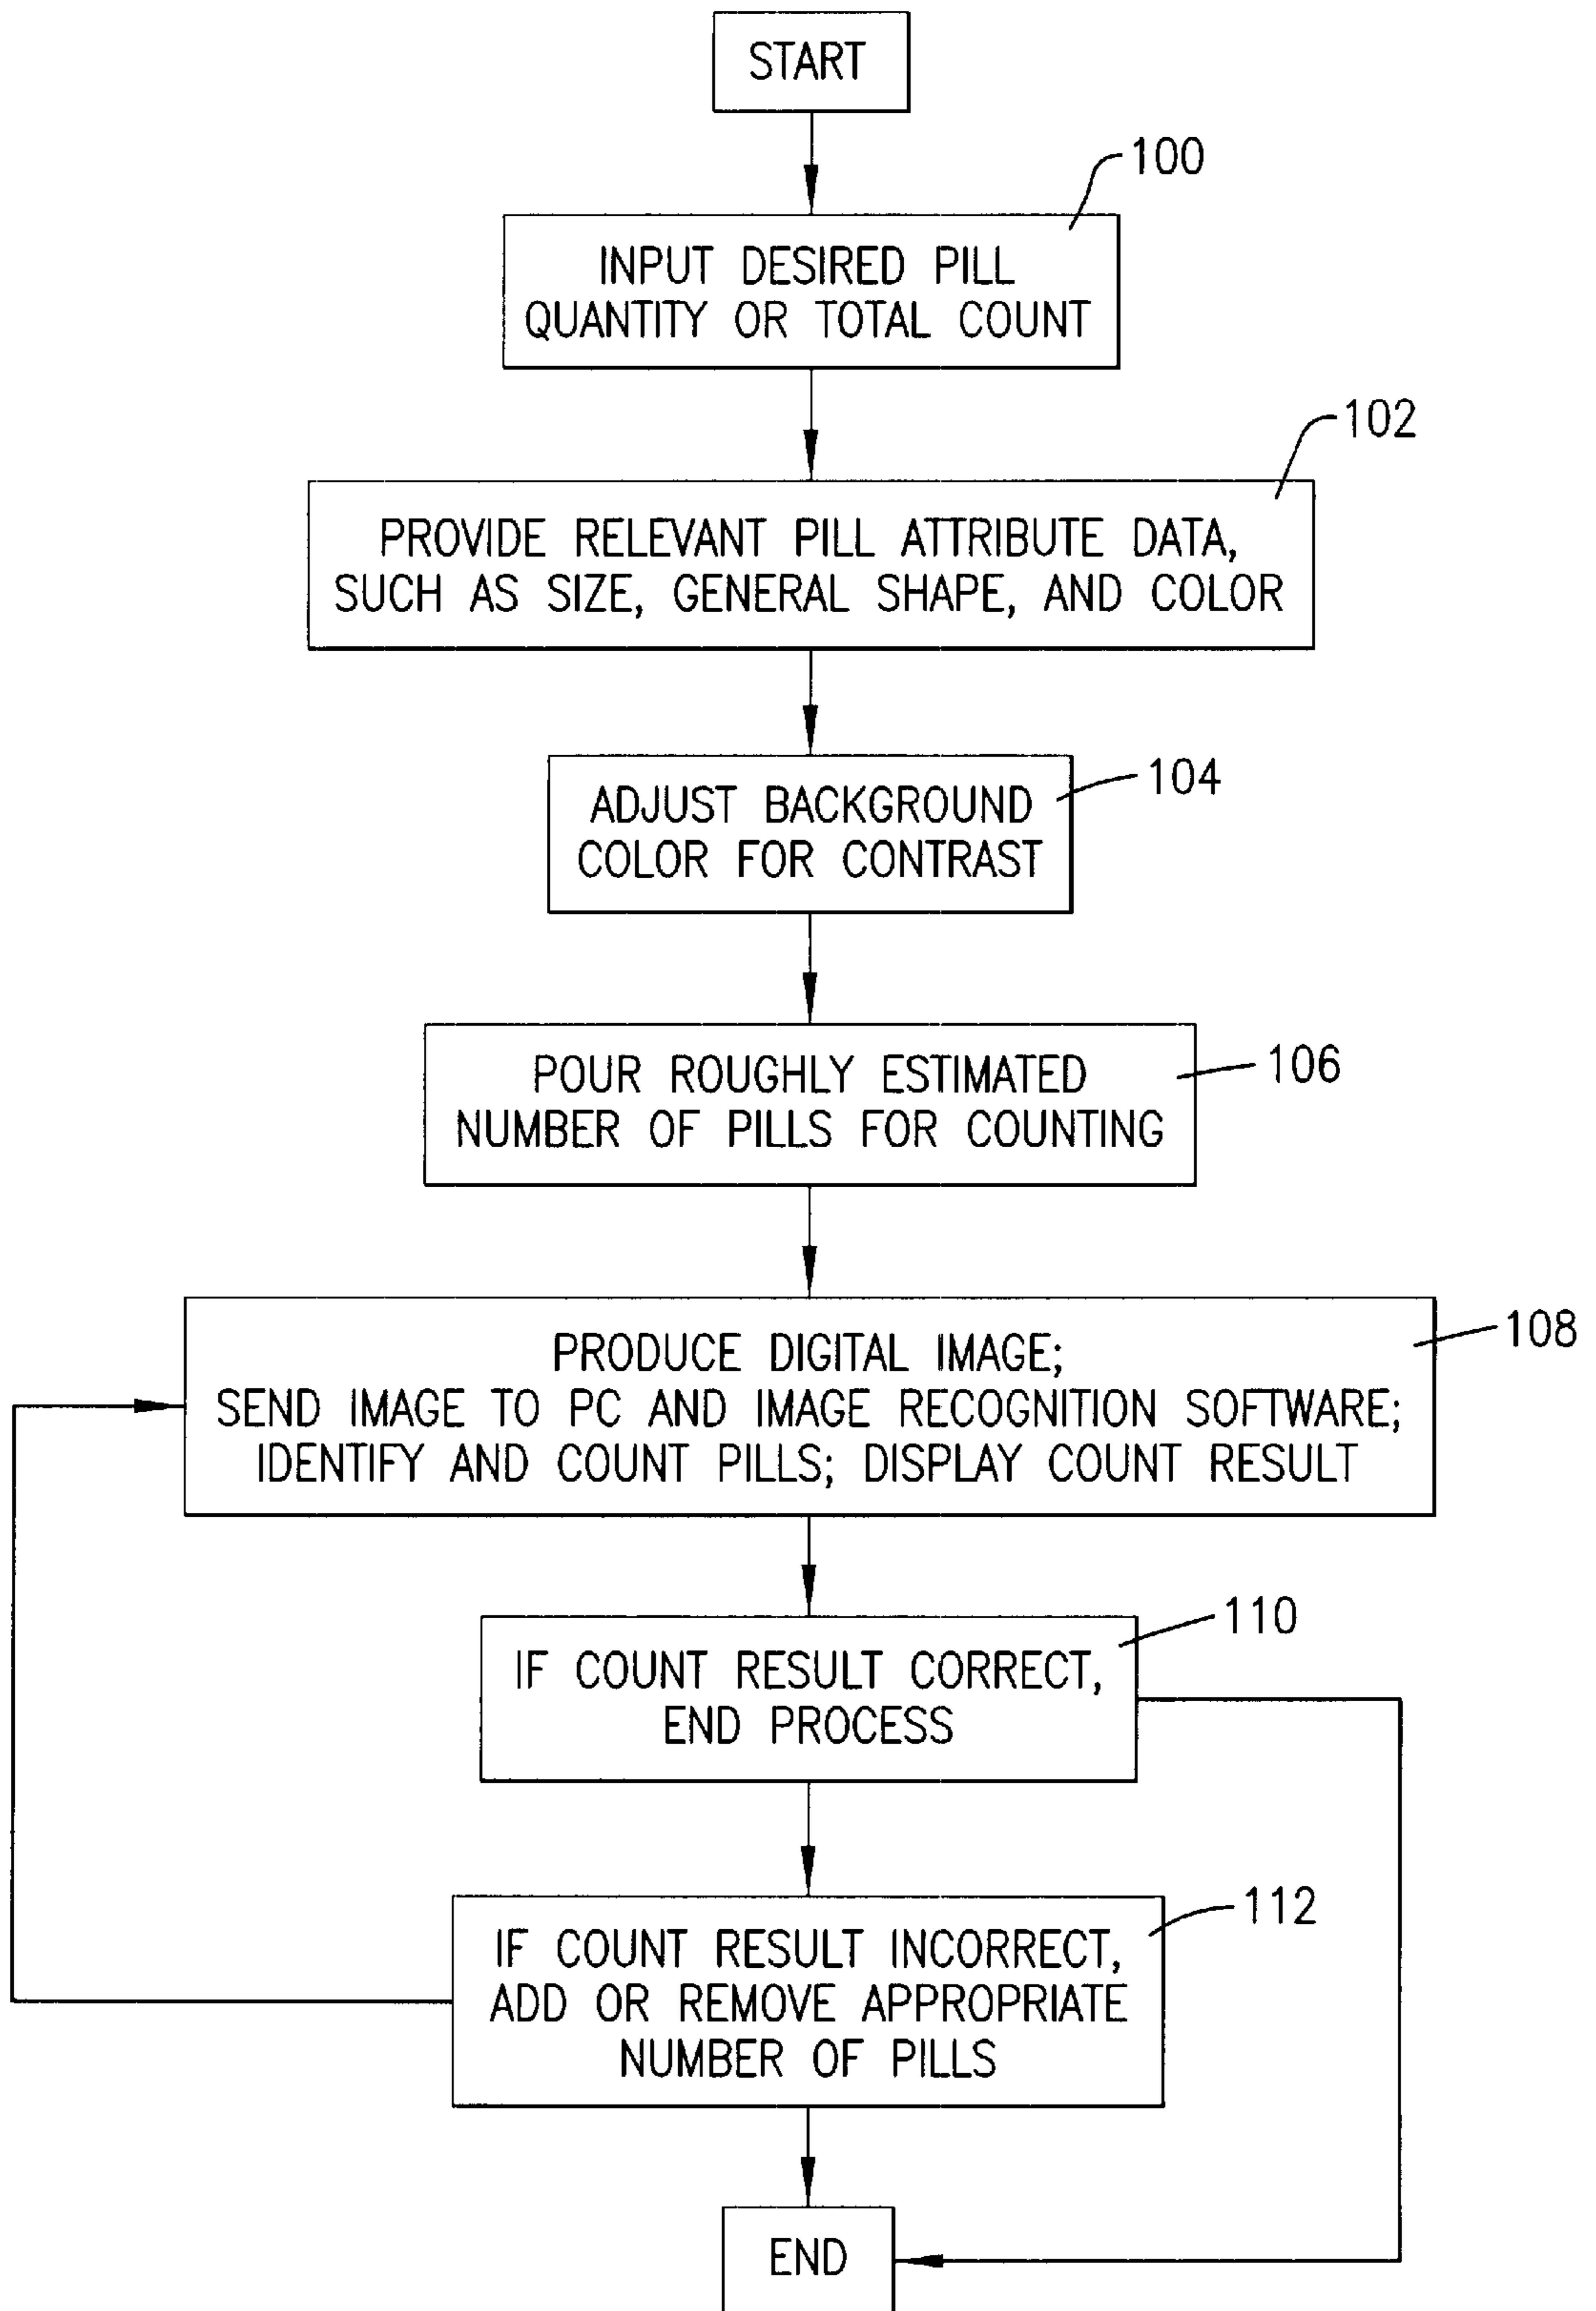 START
100
INPUT DESIRED PILL
QUANTITY OR TOTAL COUNT
102
PROVIDE RELEVANT PILL ATTRIBUTE DATA,
SUCH AS SIZE, GENERAL SHAPE, AND COLOR
104
ADJUST BACKGROUND
COLOR FOR CONTRAST
106
POUR ROUGHLY ESTIMATED
NUMBER OF PILLS FOR COUNTING
108
PRODUCE DIGITAL IMAGE;
SEND IMAGE TO PC AND IMAGE RECOGNITION SOFTWARE;
IDENTIFY AND COUNT PILLS; DISPLAY COUNT RESULT
110
IF COUNT RESULT CORRECT,
END PROCESS
112
IF COUNT RESULT INCORRECT,
ADD OR REMOVE APPROPRIATE
NUMBER OF PILLS
END